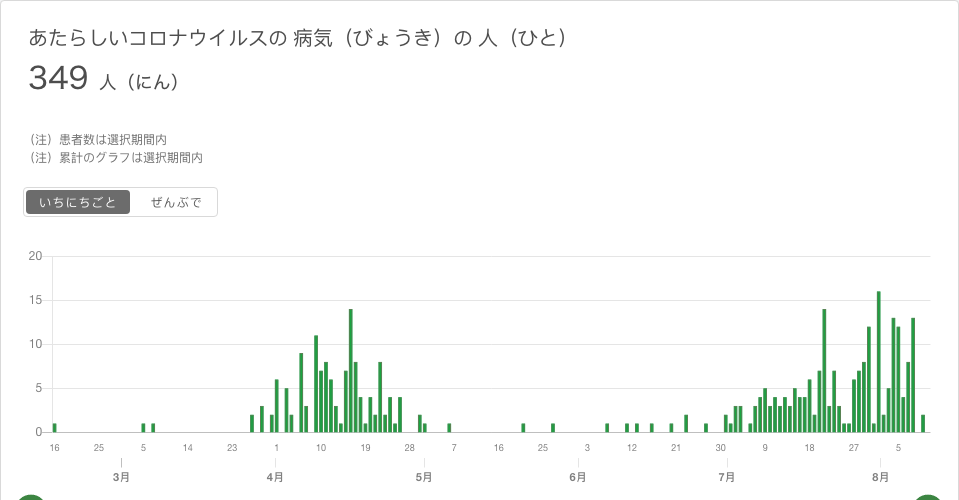 あたらしいコロナウイルスの 病気（びょうき）の 人（ひと）
349 人（にん）
（注）患者数は選択期間内
（注）累計のグラフは選択期間内
いちにちごと ぜんぶで
20
15
10
5
0
16 25 5 14 23 1 10 19 28 7 16 25 3 12 21 30 9 18 27 5
3月 4月 5月 6月 7月 8月